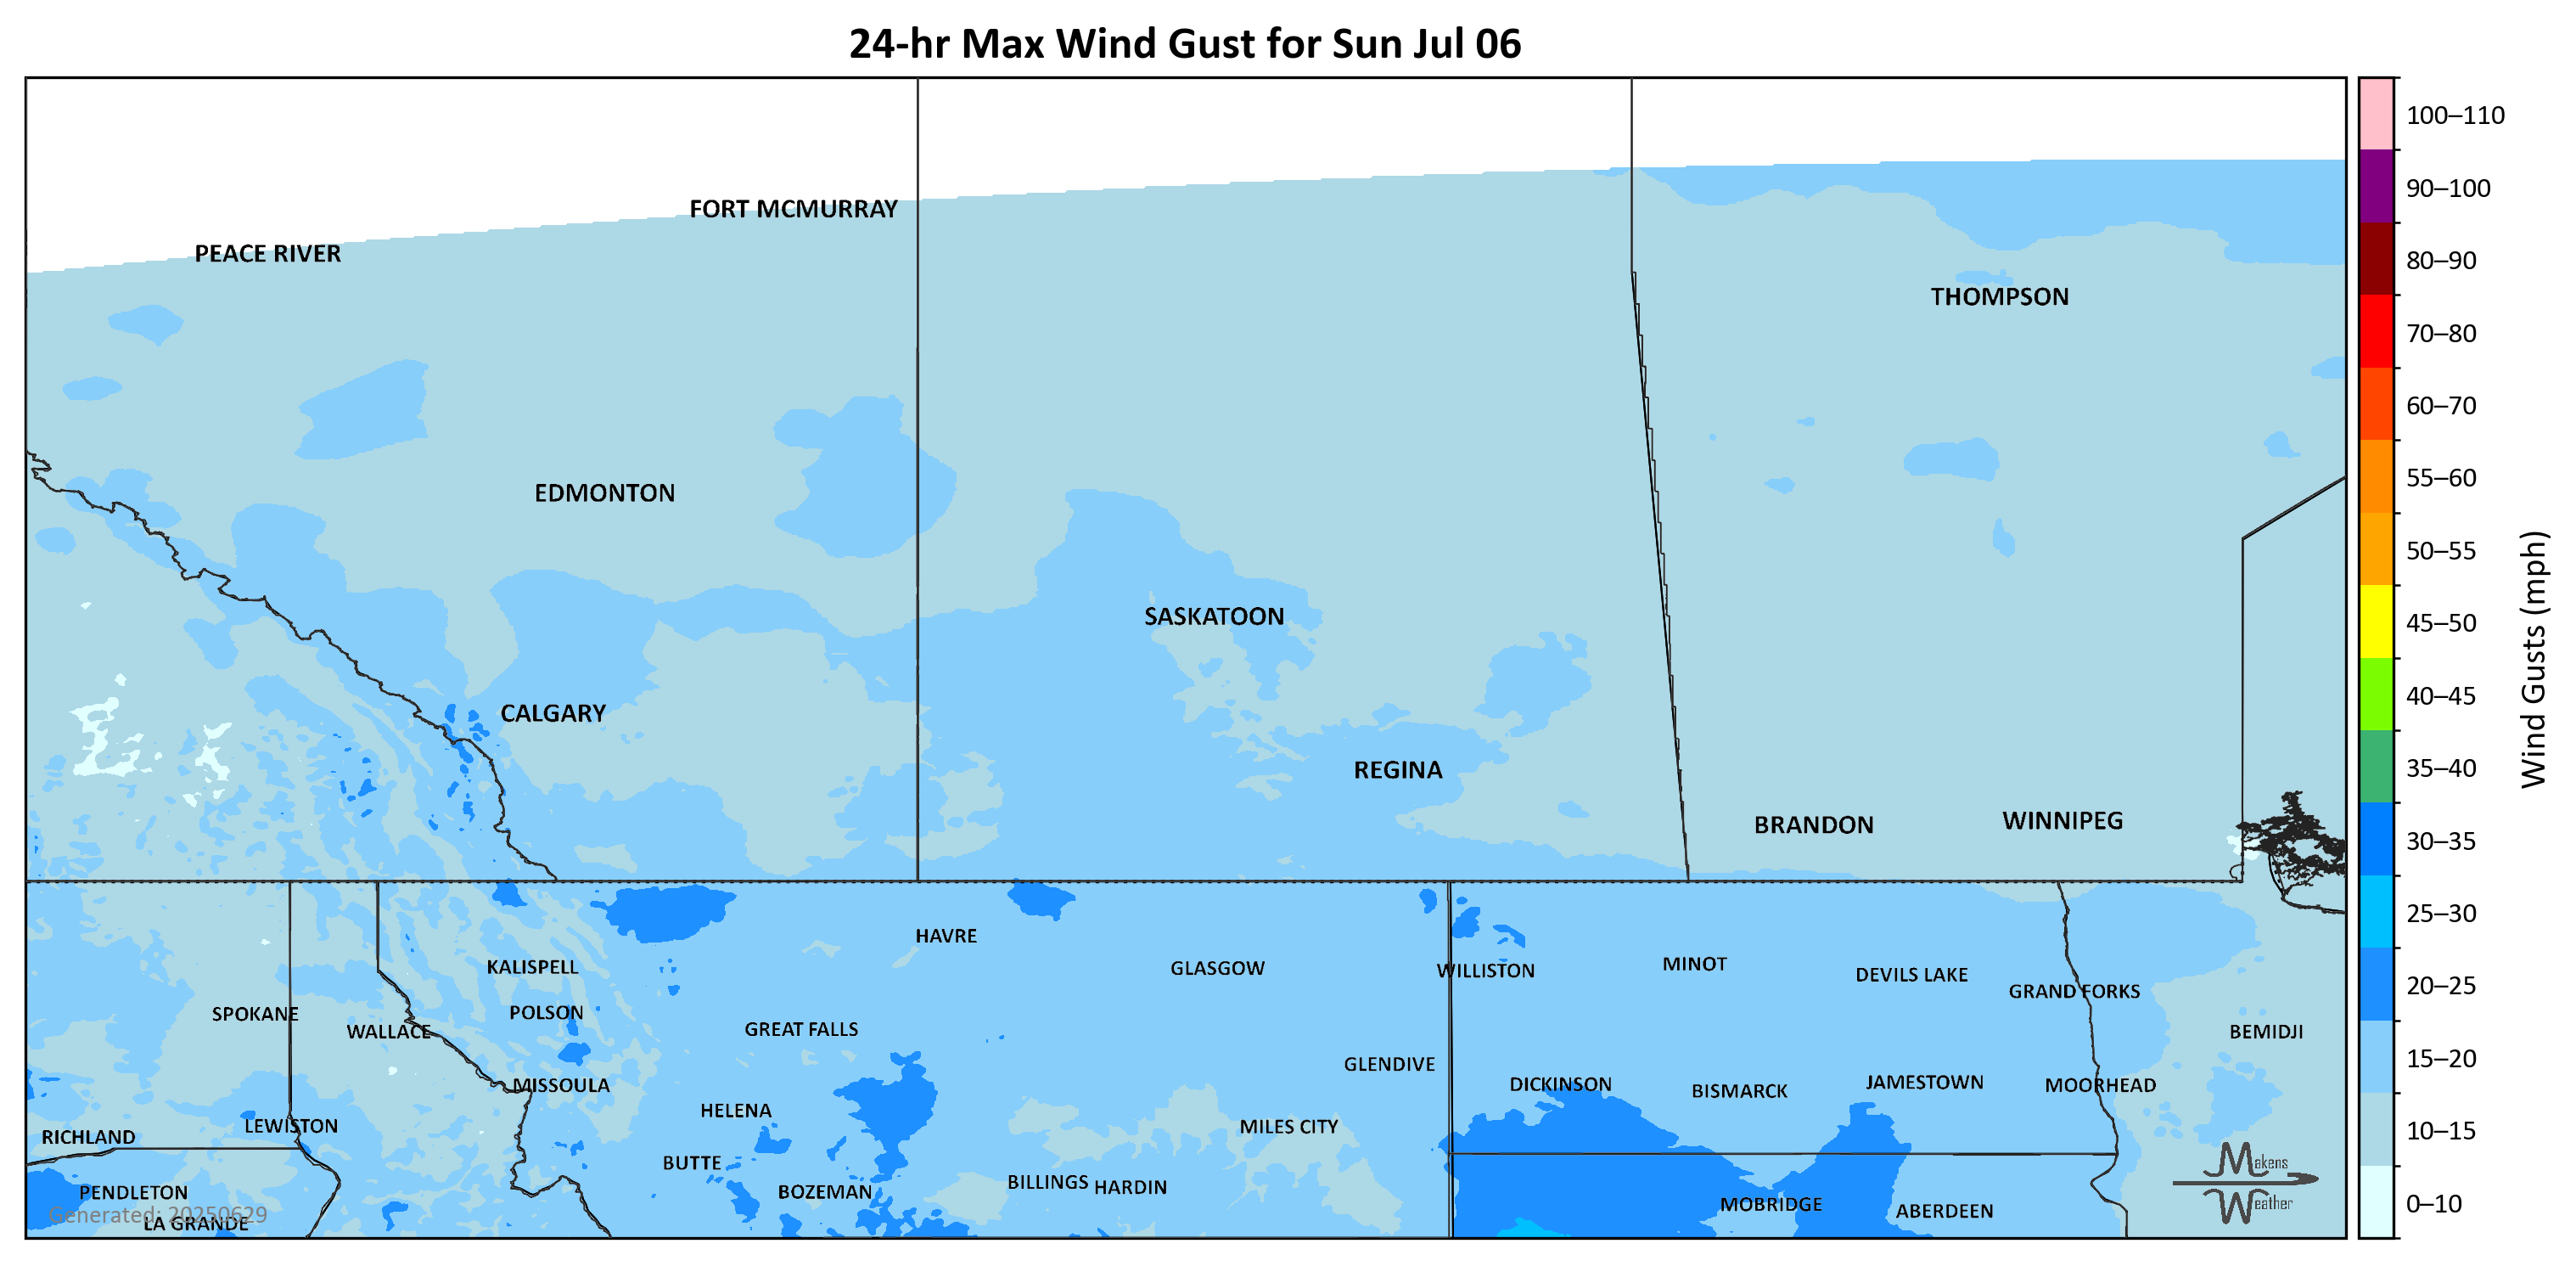 24-hr Max Wind Gust for Sun Jul 06
100–110
90–100
80–90
70–80
60–70
55–60
50–55
45–50
40–45
35–40
30–35
25–30
20–25
15–20
10–15
0–10
Wind Gusts (mph)
FORT MCMURRAY
PEACE RIVER
THOMPSON
EDMONTON
SASKATOON
CALGARY
REGINA
BRANDON
WINNIPEG
HAVRE
KALISPELL
GLASGOW
WILLISTON
MINOT
DEVILS LAKE
GRAND FORKS
SPOKANE
POLSON
WALLACE
GREAT FALLS
BEMIDJI
GLENDIVE
MISSOULA
DICKINSON
BISMARCK
JAMESTOWN
MOORHEAD
HELENA
LEWISTON
MILES CITY
RICHLAND
BUTTE
BILLINGS
HARDIN
PENDLETON
BOZEMAN
MOBRIDGE
ABERDEEN
Generated: 20250629
LA GRANDE
Makens
Weather